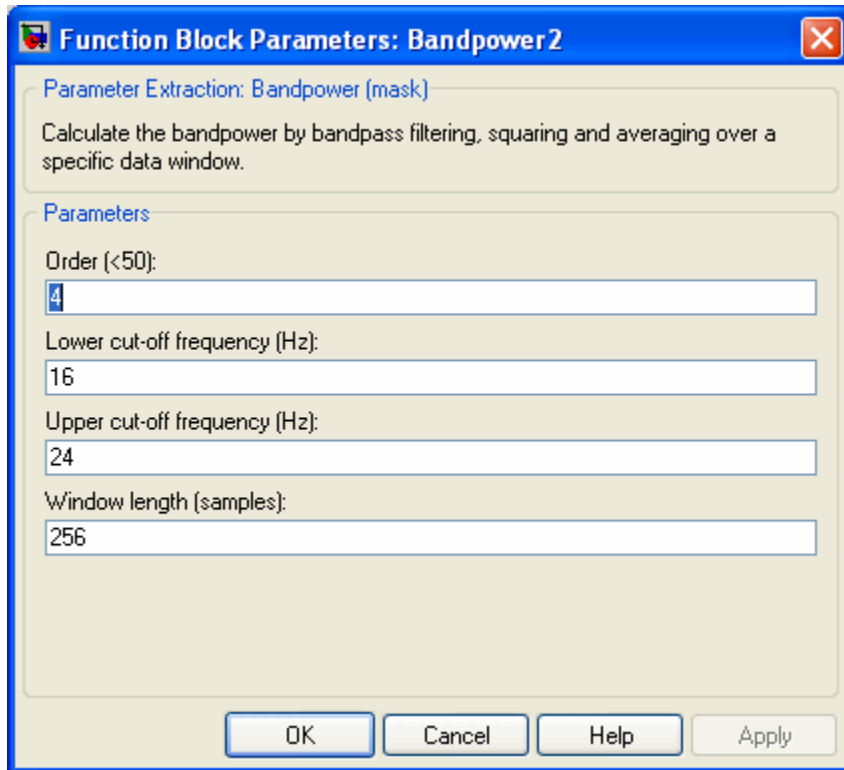 Function Block Parameters: Bandpower2
Parameter Extraction: Bandpower (mask)
Calculate the bandpower by bandpass filtering, squaring and averaging over a
specific data window.
Parameters
Order (<50):
4
Lower cut-off frequency (Hz):
16
Upper cut-off frequency (Hz):
24
Window length (samples):
256
OK Cancel Help Apply